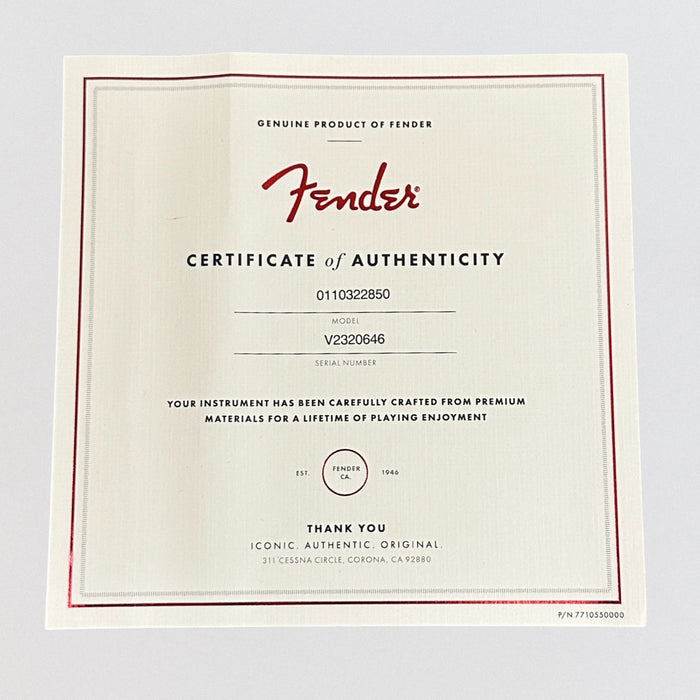 GENUINE PRODUCT OF FENDER
Fender®
CERTIFICATE of AUTHENTICITY
0110322850
MODEL
V2320646
SERIAL NUMBER
YOUR INSTRUMENT HAS BEEN CAREFULLY CRAFTED FROM PREMIUM
MATERIALS FOR A LIFETIME OF PLAYING ENJOYMENT
EST. FENDER CA. 1946
THANK YOU
ICONIC. AUTHENTIC. ORIGINAL.
311 CESSNA CIRCLE, CORONA, CA 92880
P/N 7710550000